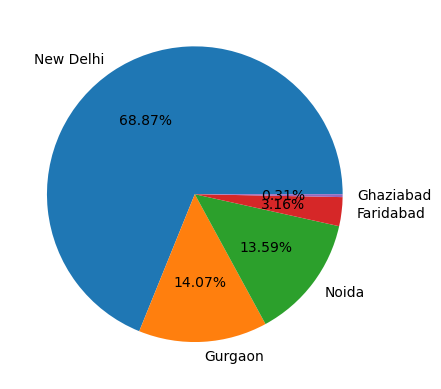 New Delhi
68.87%
0.31%
Ghaziabad
3.16%
Faridabad
13.59%
14.07%
Noida
Gurgaon